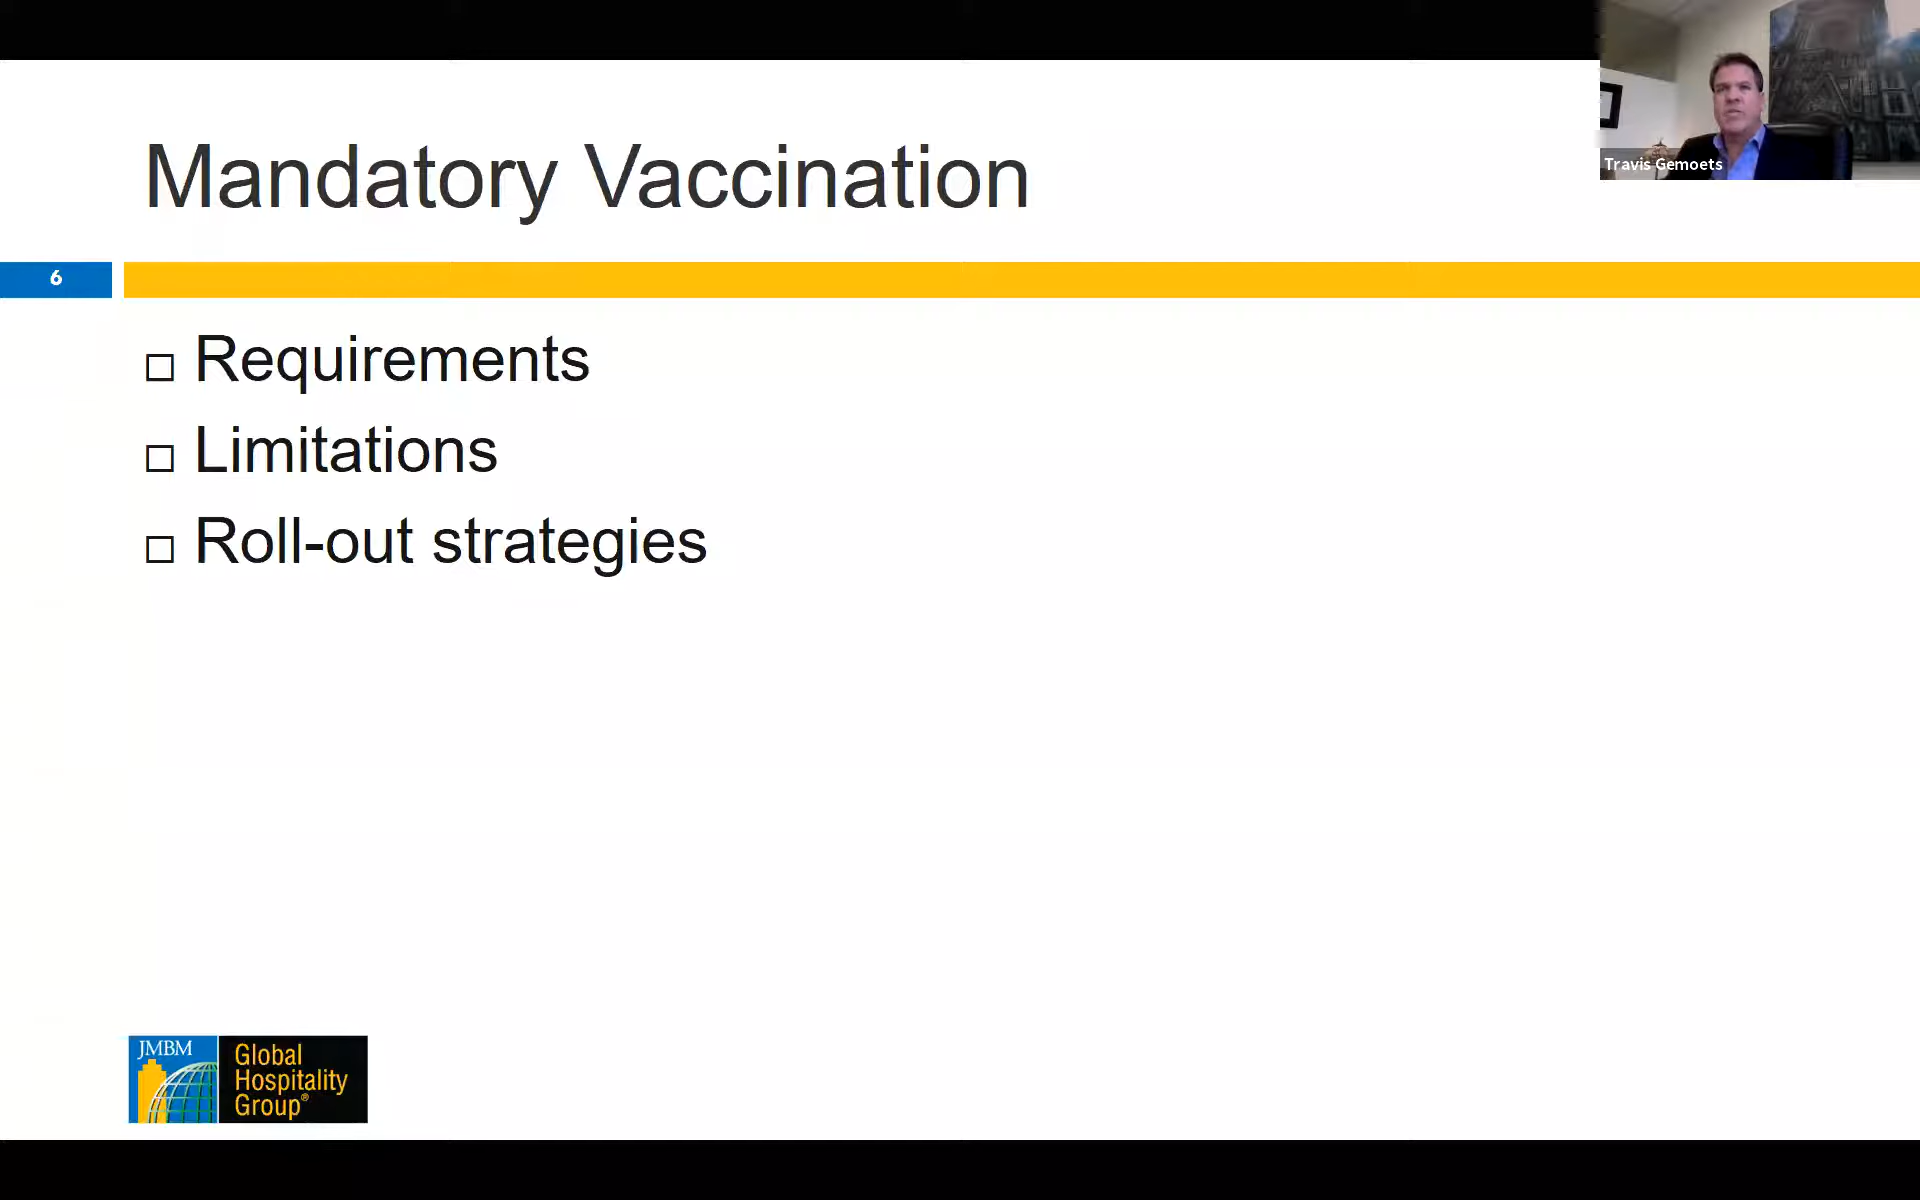 Mandatory Vaccination
Travis Gemoets
6
Requirements
Limitations
Roll-out strategies
JMBM
Global
Hospitality
Group®